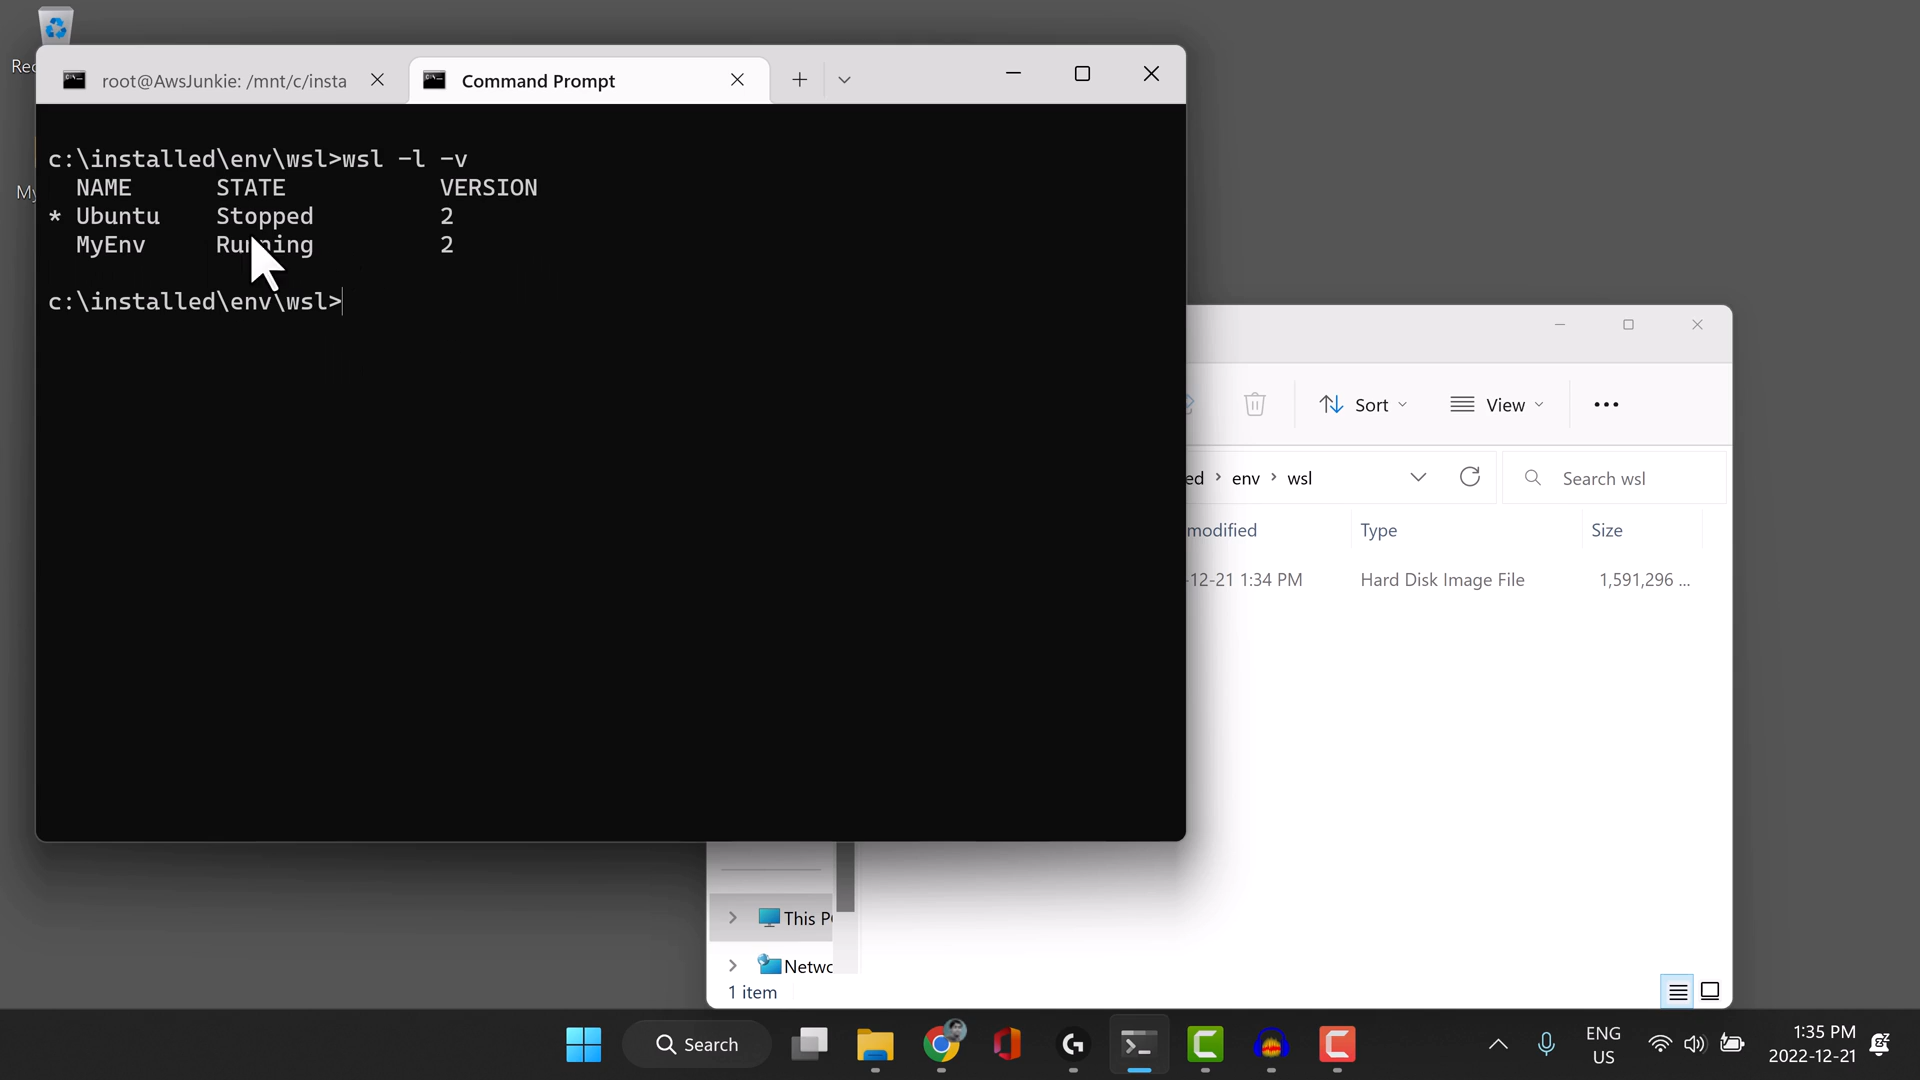 Rec
My
root@AwsJunkie: /mnt/c/insta
Command Prompt
c:\installed\env\wsl>wsl -l -v
NAME STATE VERSION
* Ubuntu Stopped 2
MyEnv Running 2
c:\installed\env\wsl>
Sort
View
ed > env > wsl
Search wsl
modified
Type
Size
-12-21 1:34 PM
Hard Disk Image File
1,591,296 ...
This P
Netwo
1 item
Search
ENG
US
1:35 PM
2022-12-21